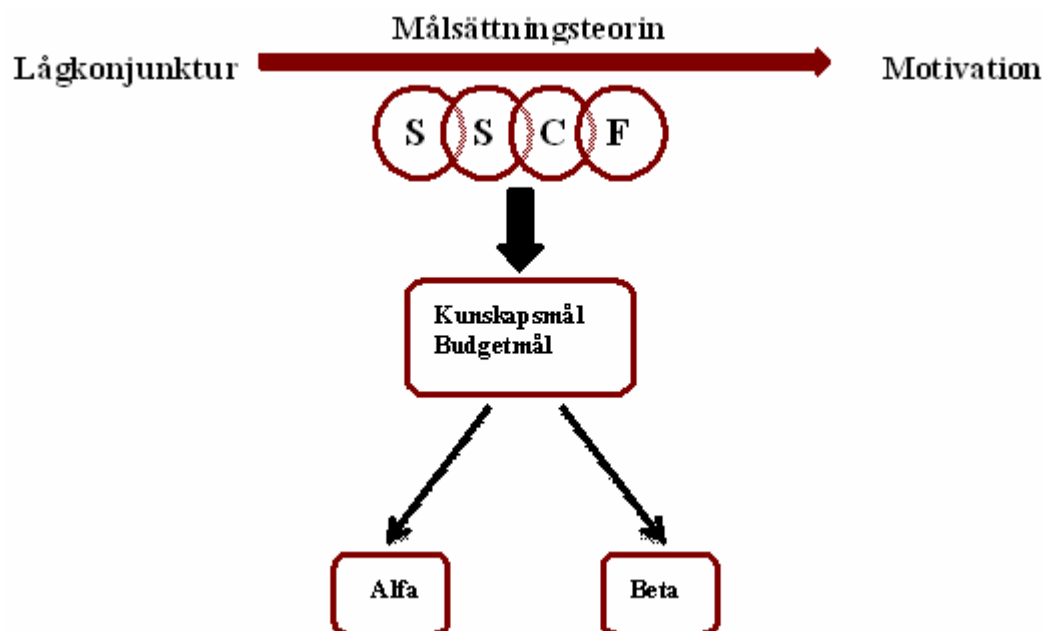 Målsättningsteorin
Lågkonjunktur
Motivation
S S C F
Kunskapsmål
Budgetmål
Alfa
Beta